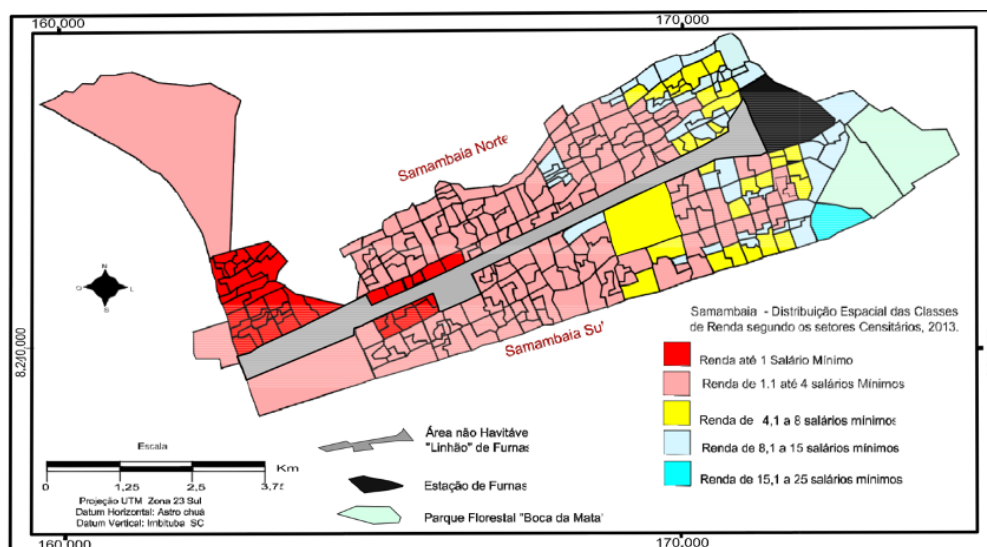 160,000
170,000
Samambaia Norte
N
O
L
S
Samambaia Su'
8,210,000
Samambaia - Distribuição Espacial das Classes
de Renda segundo os setores Censitários, 2013.
Renda até 1 Salário Mínimo
Renda de 1.1 até 4 salários Mínimos
Renda de 4,1 a 8 salários mínimos
Renda de 8,1 a 15 salários mínimos
Renda de 15,1 a 25 salários mínimos
Área não Havitáve
"Linhão" de Furnas
Estação de Furnas
Parque Florestal "Boca da Mata'
Escala
Km
0
1,25
2,5
3,75
Projeção UTM Zona 23 Sul
Datum Horizontal: Astro chuá
Datum Vertical: Imbituba SC
160,000
170,000